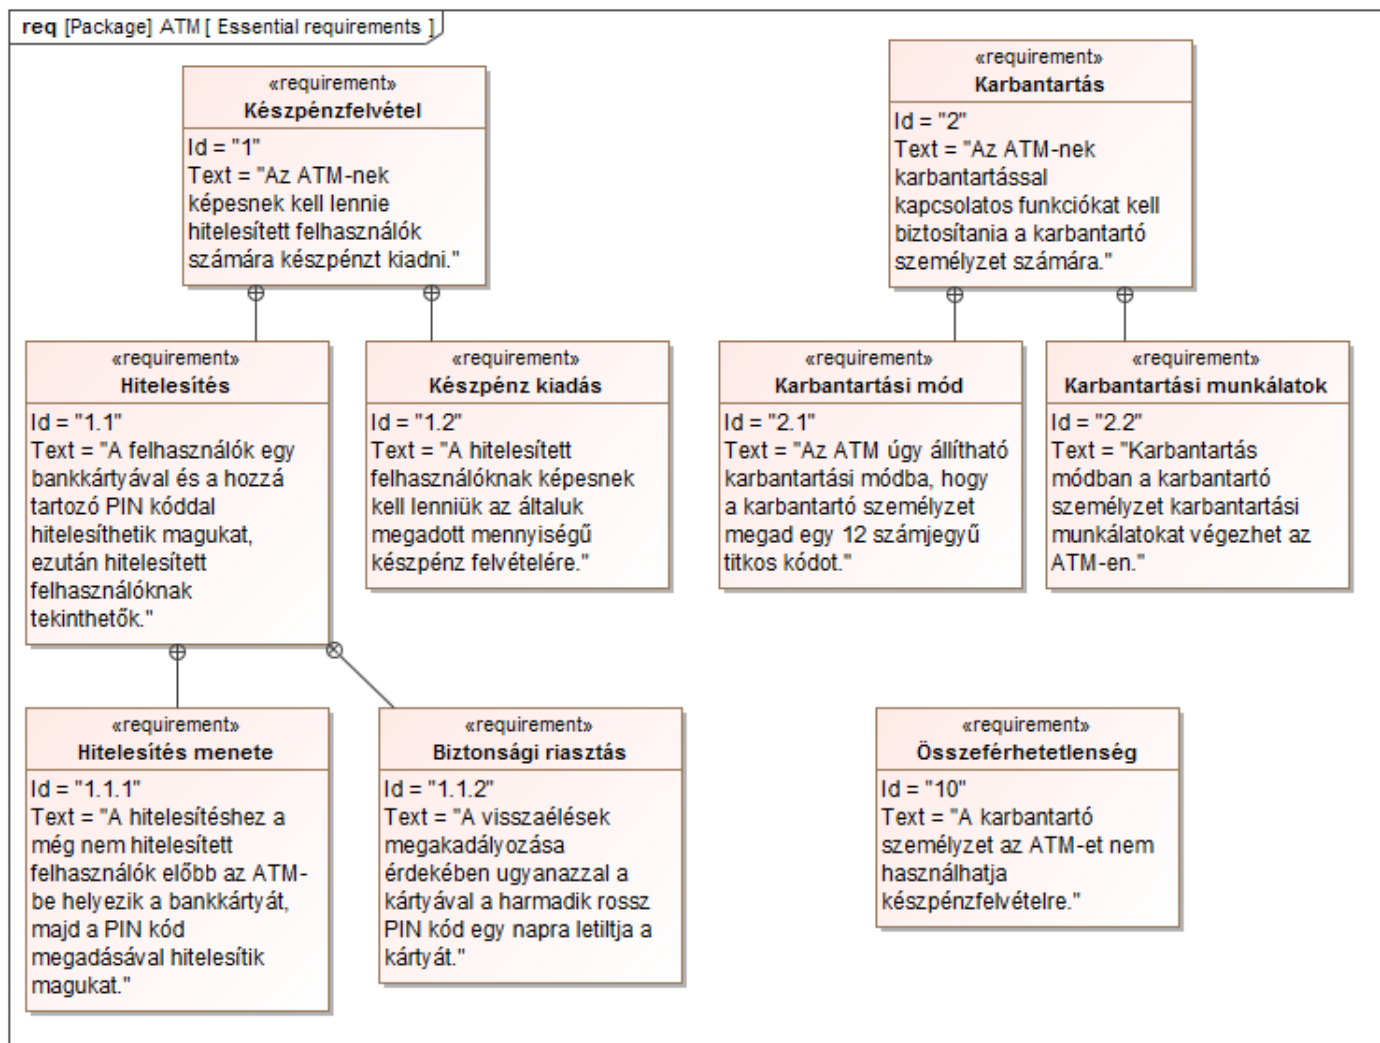 req [Package] ATM [ Essential requirements ]
«requirement»
Készpénzfelvétel
Id = "1"
Text = "Az ATM-nek
képesnek kell lennie
hitelesített felhasználók
számára készpénzt kiadni."
«requirement»
Karbantartás
Id = "2"
Text = "Az ATM-nek
karbantartással
kapcsolatos funkciókat kell
biztosítania a karbantartó
személyzet számára."
«requirement»
Hitelesítés
Id = "1.1"
Text = "A felhasználók egy
bankkártyával és a hozzá
tartozó PIN kóddal
hitelesíthetik magukat,
ezután hitelesített
felhasználóknak
tekinthetők."
«requirement»
Készpénz kiadás
Id = "1.2"
Text = "A hitelesített
felhasználóknak képesnek
kell lenniük az általuk
megadott mennyiségű
készpénz felvételére."
«requirement»
Karbantartási mód
Id = "2.1"
Text = "Az ATM úgy állítható
karbantartási módba, hogy
a karbantartó személyzet
megad egy 12 számjegyű
titkos kódot."
«requirement»
Karbantartási munkálatok
Id = "2.2"
Text = "Karbantartás
módban a karbantartó
személyzet karbantartási
munkálatokat végezhet az
ATM-en."
«requirement»
Hitelesítés menete
Id = "1.1.1"
Text = "A hitelesítéshez a
még nem hitelesített
felhasználók előbb az ATM-
be helyezik a bankkártyát,
majd a PIN kód
megadásával hitelesítik
magukat."
«requirement»
Biztonsági riasztás
Id = "1.1.2"
Text = "A visszaélések
megakadályozása
érdekében ugyanazzal a
kártyával a harmadik rossz
PIN kód egy napra letiltja a
kártyát."
«requirement»
Összeférhetetlenség
Id = "10"
Text = "A karbantartó
személyzet az ATM-et nem
használhatja
készpénzfelvételre."